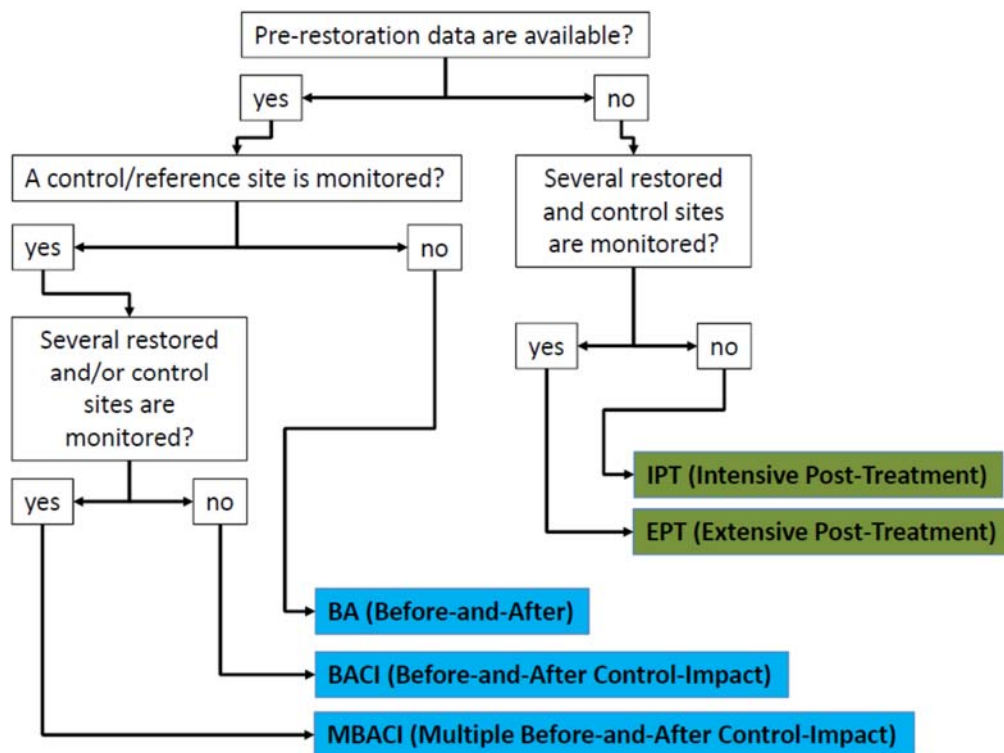 Pre-restoration data are available?
yes
no
A control/reference site is monitored?
Several restored
and control sites
are monitored?
yes
no
Several restored
and/or control
sites are
monitored?
yes
no
yes
no
IPT (Intensive Post-Treatment)
EPT (Extensive Post-Treatment)
BA (Before-and-After)
BACI (Before-and-After Control-Impact)
MBACI (Multiple Before-and-After Control-Impact)